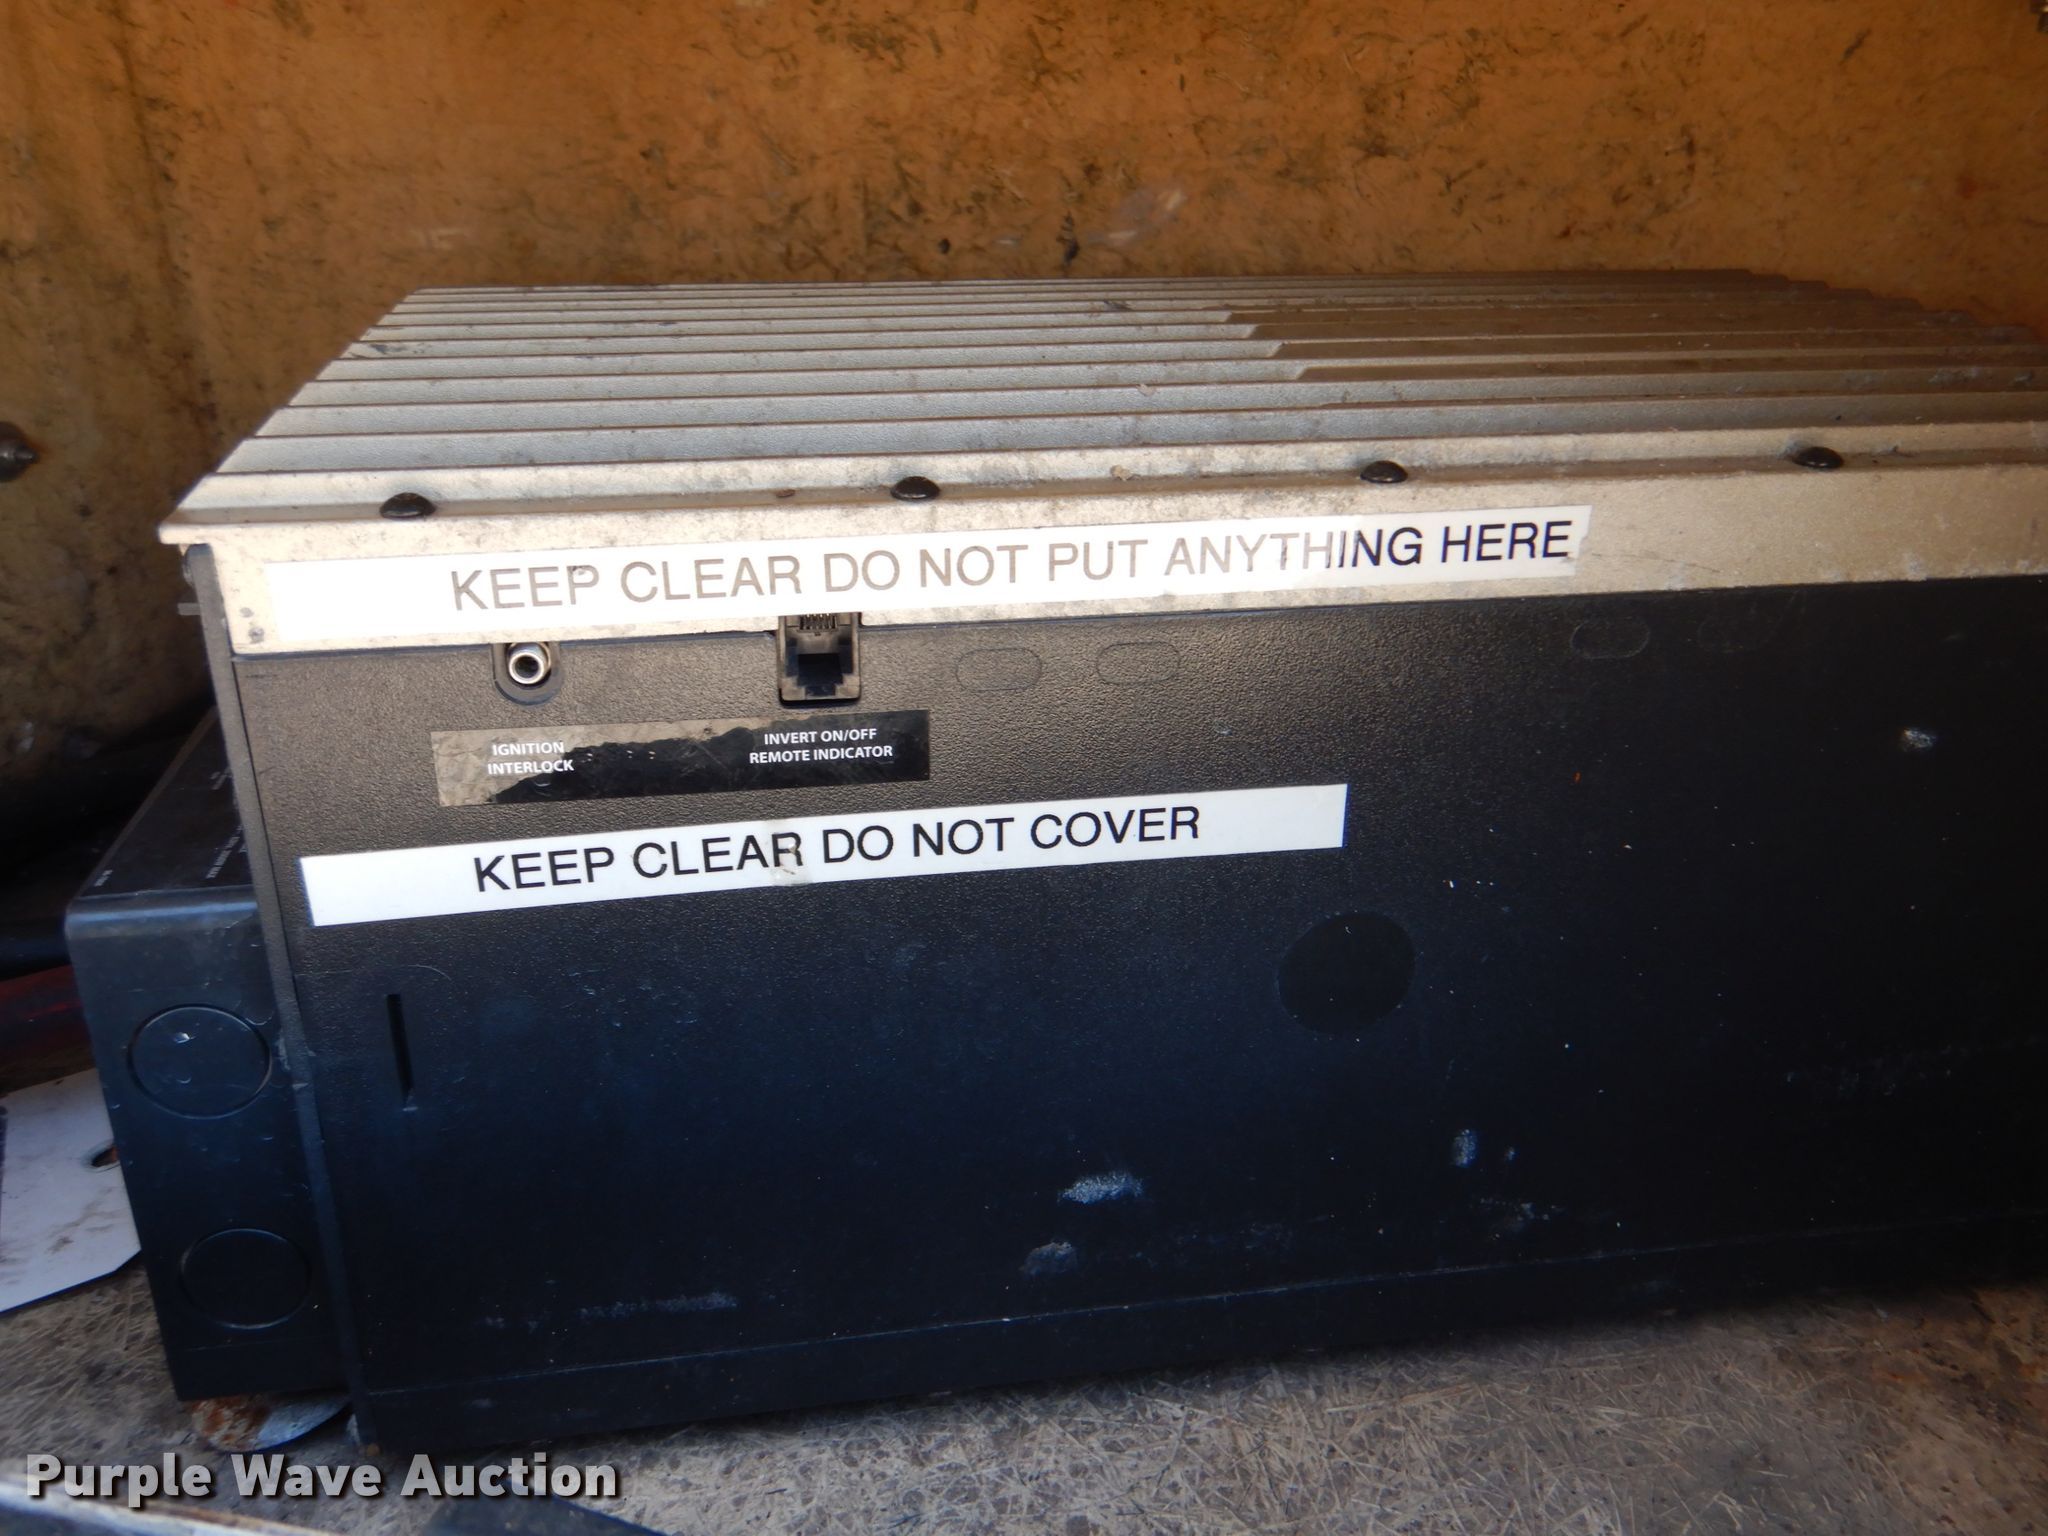 KEEP CLEAR DO NOT PUT ANYTHING HERE
IGNITION
INTERLOCK
INVERT ON/OFF
REMOTE INDICATOR
KEEP CLEAR DO NOT COVER
Purple Wave Auction